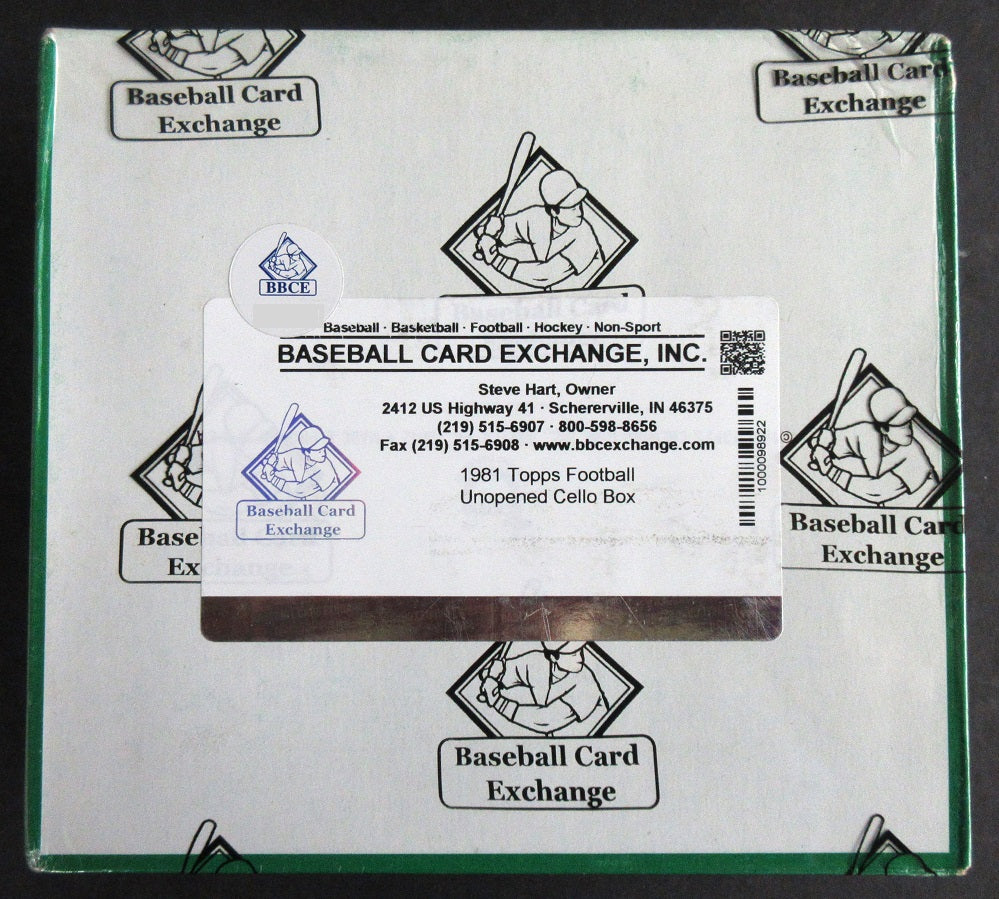 Baseball Card
Exchange
Baseball Card
Exchange
Baseball Card
BBCE
Baseball · Basketball · Football · Hockey · Non-Sport
BASEBALL CARD EXCHANGE, INC.
Steve Hart, Owner
2412 US Highway 41 · Schererville, IN 46375
(219) 515-6907 · 800-598-8656
Fax (219) 515-6908 · www.bbcexchange.com
1981 Topps Football
Unopened Cello Box
1000098922
Baseball Card
Exchange
Baseball Card
Exchange
Base
Exchange
Baseball Card
Exchange